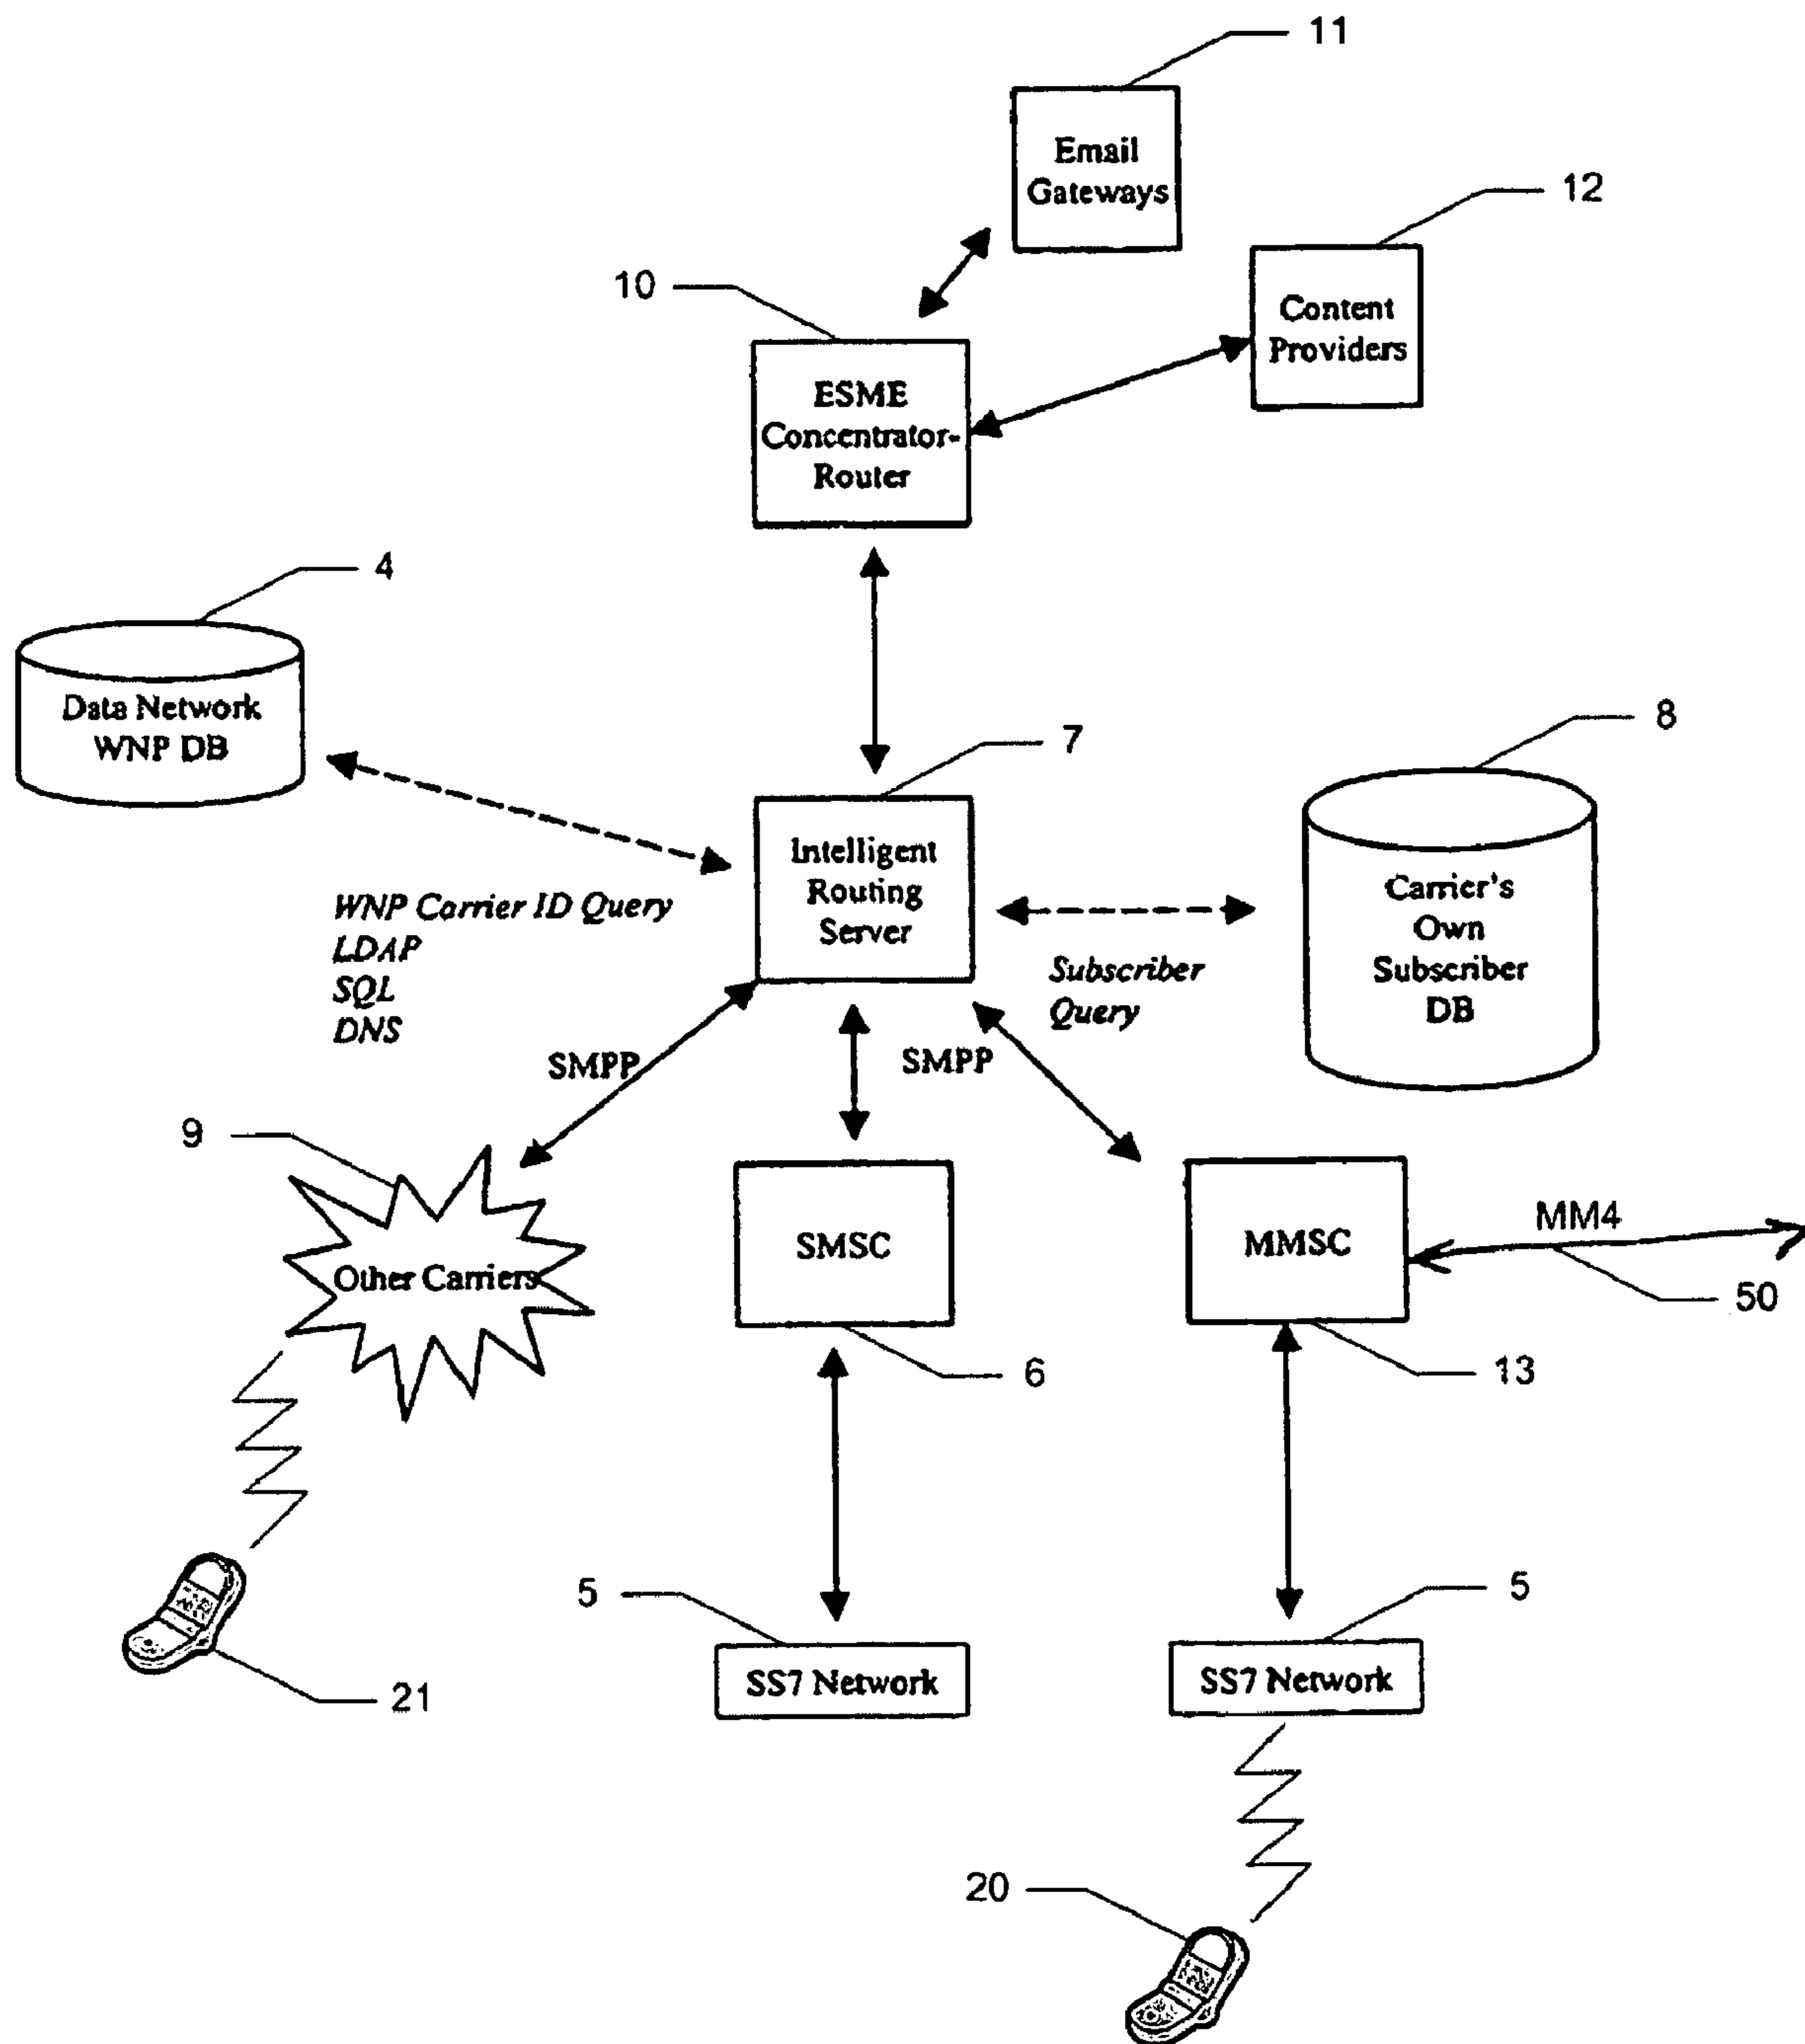 11
Email
Gateways
12
10
Content
Providers
ESME
Concentrator-
Router
4
Data Network
WNP DB
7
8
Intelligent
Routing
Server
WNP Carrier ID Query
LDAP
SQL
DNS
Subscriber
Query
Carrier's
Own
Subscriber
DB
SMPP
SMPP
9
Other Carriers
SMSC
MMSC
MM4
50
6
13
5
5
SS7 Network
SS7 Network
21
20